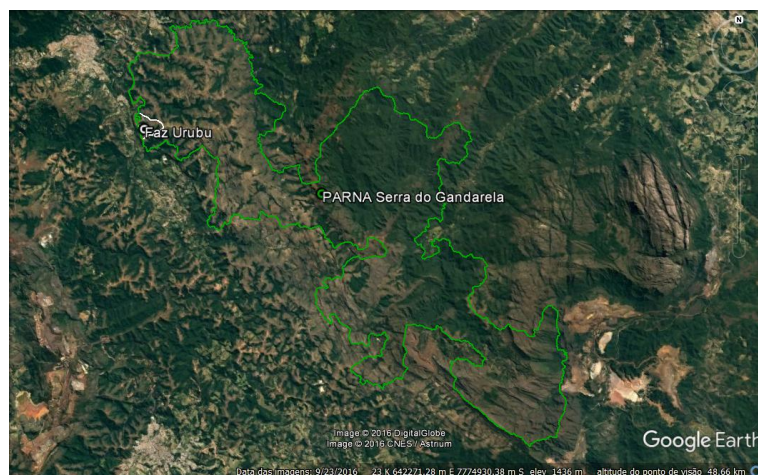 N
Faz Urubu
PARNA Serra do Gandarela
Image © 2016 DigitalGlobe
Image © 2016 CNES / Astrium
Google Earth
Data das imagens: 9/23/2016 23 K 642271.28 m E 7774930.38 m S elev 1436 m altitude do ponto de visão 48.66 km